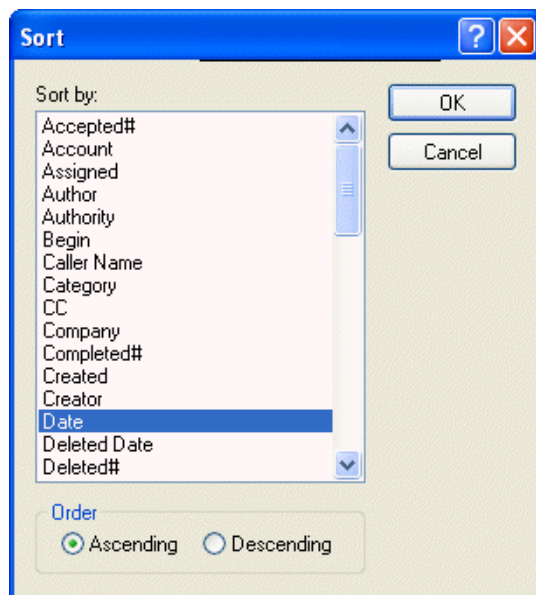 Sort
Sort by:
OK
Cancel
Accepted#
Account
Assigned
Author
Authority
Begin
Caller Name
Category
CC
Company
Completed#
Created
Creator
Date
Deleted Date
Deleted#
Order
Ascending Descending